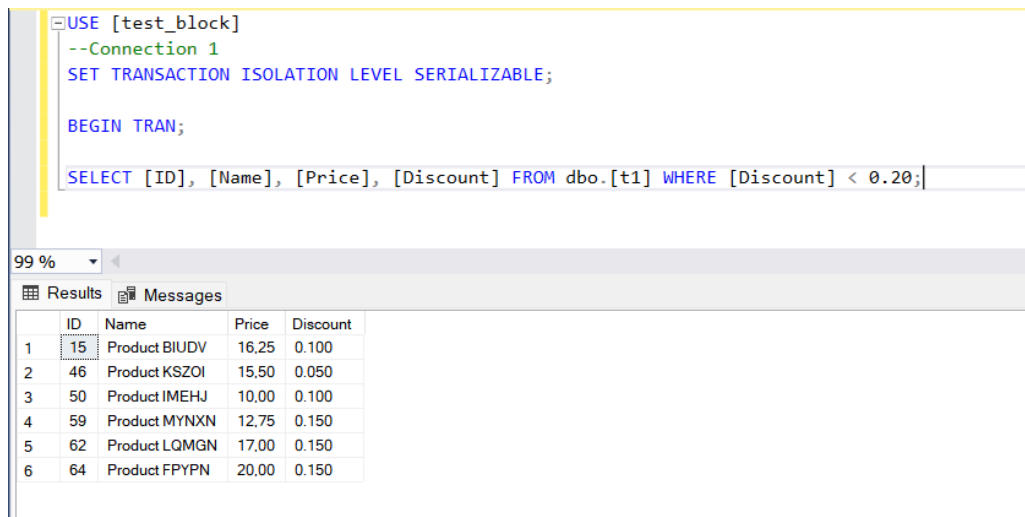 USE [test_block]
--Connection 1
SET TRANSACTION ISOLATION LEVEL SERIALIZABLE;
BEGIN TRAN;
SELECT [ID], [Name], [Price], [Discount] FROM dbo.[t1] WHERE [Discount] < 0.20;
99 %
Results Messages
ID Name Price Discount
1 15 Product BIUDV 16,25 0.100
2 46 Product KSZOI 15,50 0.050
3 50 Product IMEHJ 10,00 0.100
4 59 Product MYNXN 12,75 0.150
5 62 Product LQMGN 17,00 0.150
6 64 Product FPYPN 20,00 0.150